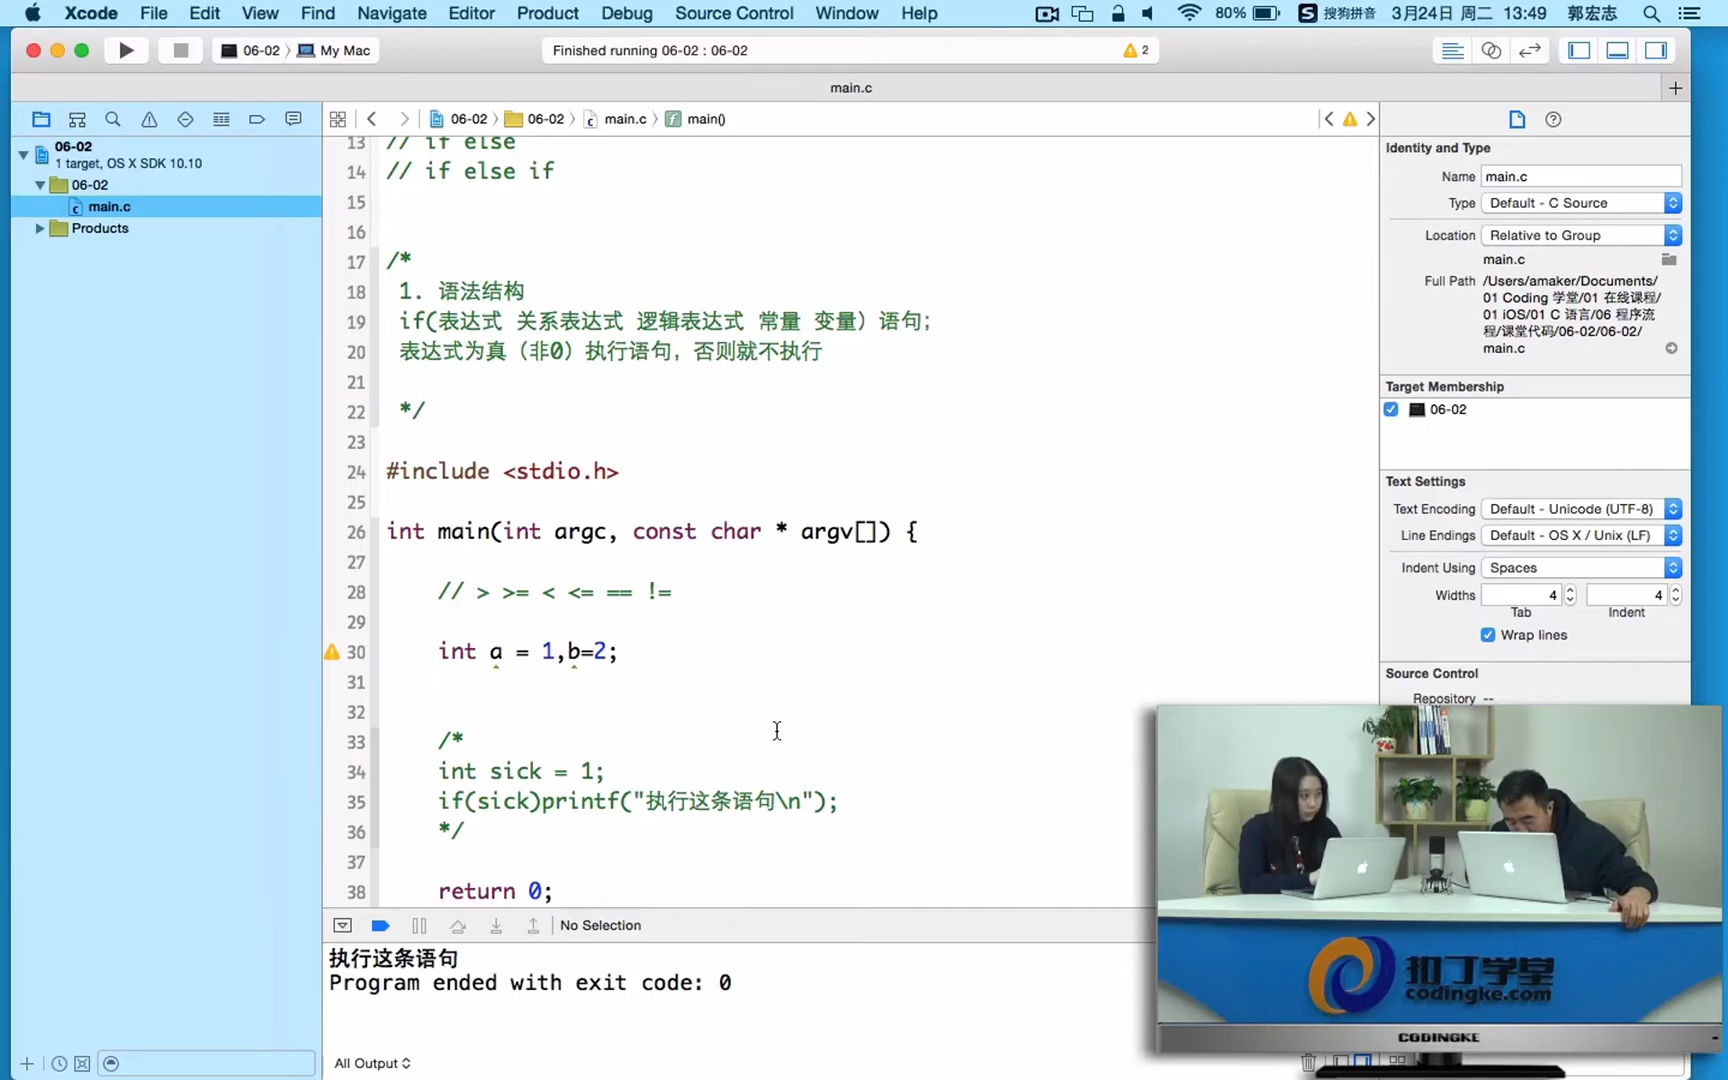 Xcode File Edit View Find Navigate Editor Product Debug Source Control Window Help 80% S 搜狗拼音 3月24日 周二 13:49 郭宏志
06-02 My Mac Finished running 06-02 : 06-02 2
main.c
06-02 06-02 main.c main()
06-02
1 target, OS X SDK 10.10
06-02
main.c
Products
13 // if else
14 // if else if
15
16
17 /*
18 1. 语法结构
19 if(表达式 关系表达式 逻辑表达式 常量 变量) 语句;
20 表达式为真（非0）执行语句，否则就不执行
21
22 */
23
24 #include <stdio.h>
25
26 int main(int argc, const char * argv[]) {
27
28 // > >= < <= == !=
29
30 int a = 1,b=2;
31
32
33 /*
34 int sick = 1;
35 if(sick)printf("执行这条语句\n");
36 */
37
38 return 0;
No Selection
执行这条语句
Program ended with exit code: 0
All Output
Identity and Type
Name main.c
Type Default - C Source
Location Relative to Group
main.c
Full Path /Users/amaker/Documents/
01 Coding 学堂/01 在线课程/
01 iOS/01 C 语言/06 程序流
程/课堂代码/06-02/06-02/
main.c
Target Membership
06-02
Text Settings
Text Encoding Default - Unicode (UTF-8)
Line Endings Default - OS X / Unix (LF)
Indent Using Spaces
Widths 4 4
Tab Indent
Wrap lines
Source Control
Repository --
扣丁学堂
codingke.com
CODINGKE